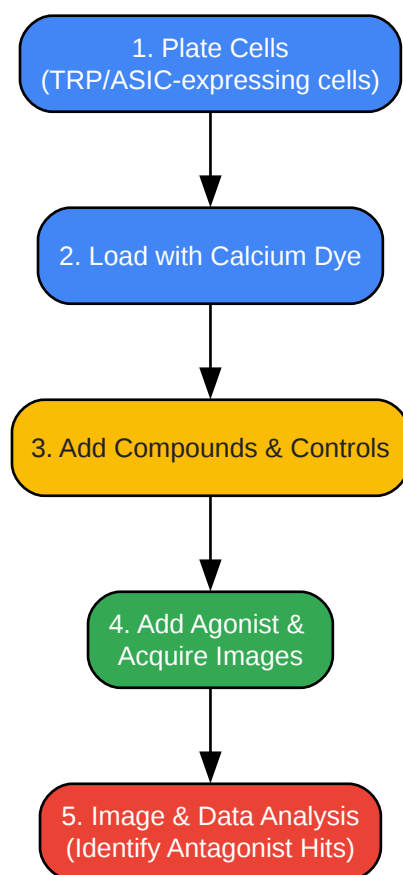 1. Plate Cells
(TRP/ASIC-expressing cells)
2. Load with Calcium Dye
3. Add Compounds & Controls
4. Add Agonist &
Acquire Images
5. Image & Data Analysis
(Identify Antagonist Hits)